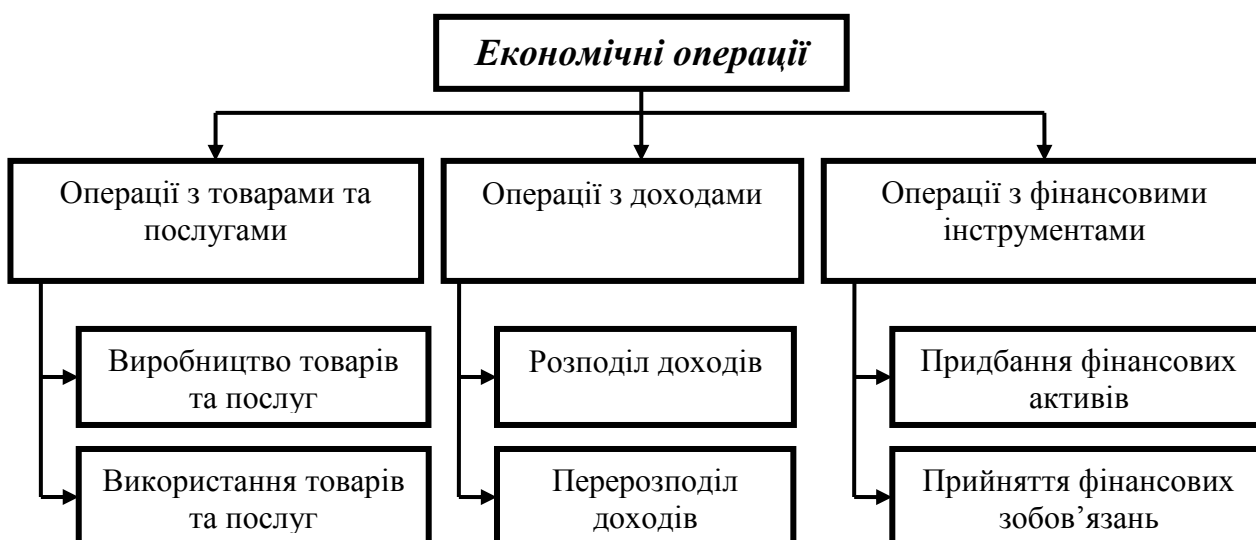 Економічні операції
Операції з товарами та
послугами
Операції з доходами
Операції з фінансовими
інструментами
Виробництво товарів
та послуг
Розподіл доходів
Придбання фінансових
активів
Використання товарів
та послуг
Перерозподіл
доходів
Прийняття фінансових
зобов’язань